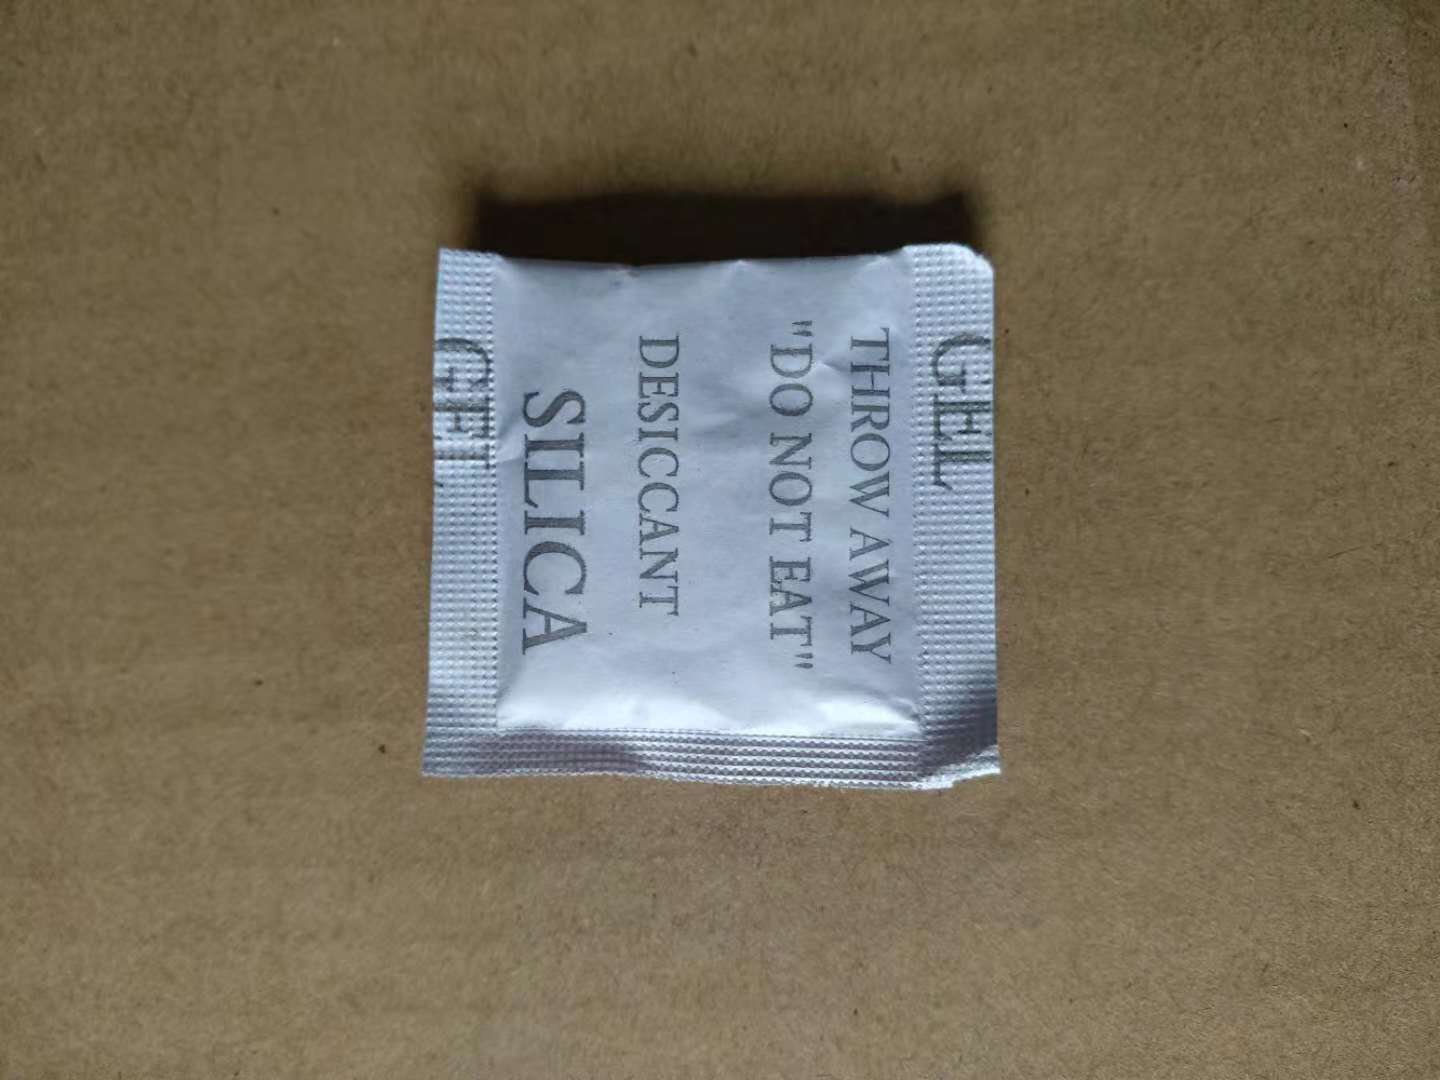 GEL
THROW AWAY
"DO NOT EAT"
DESICCANT
SILICA
GEL